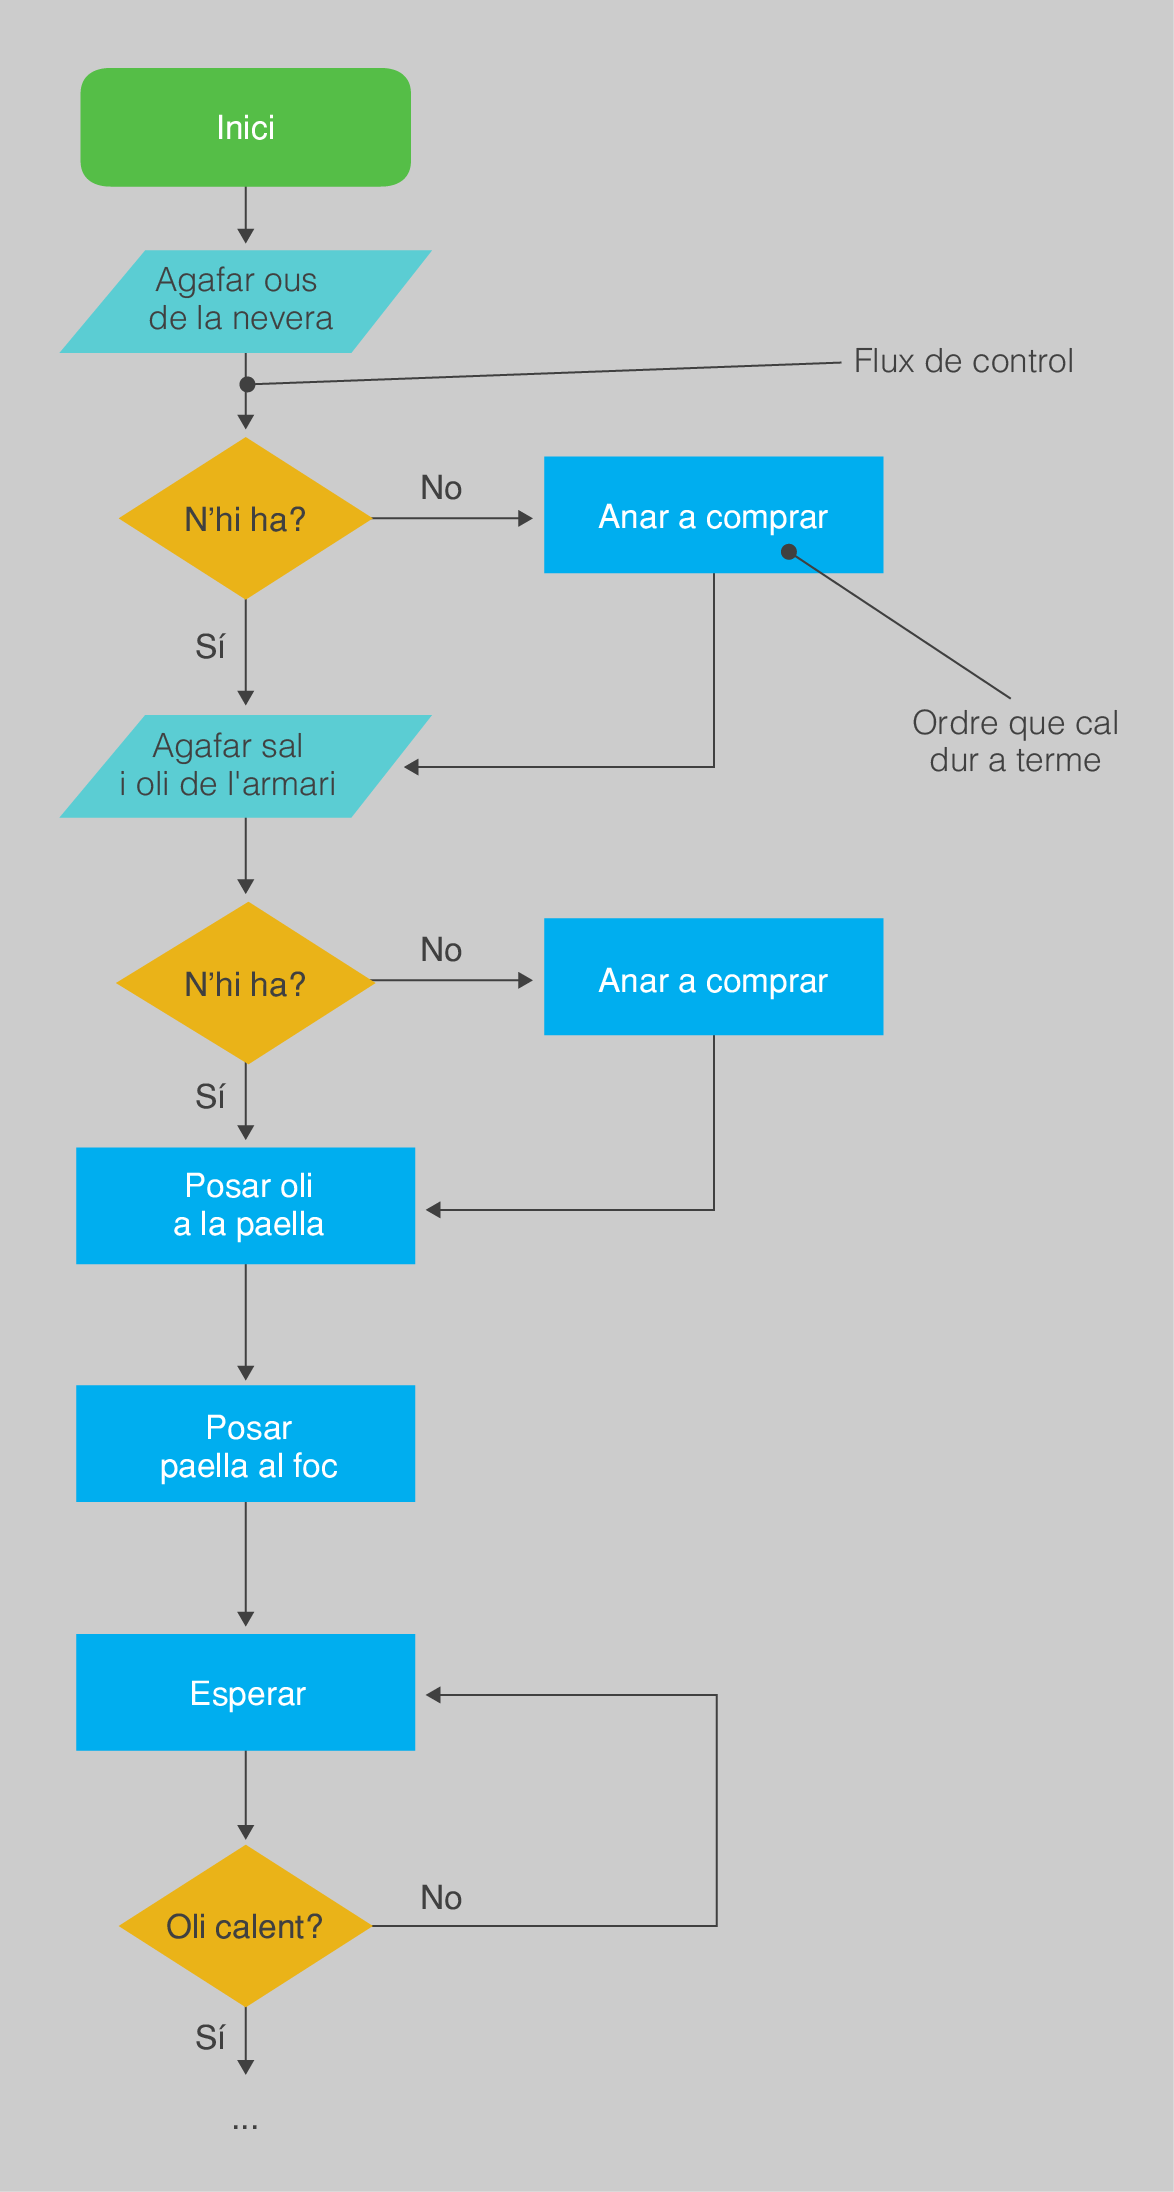 Inici
Agafar ous
de la nevera
Flux de control
N’hi ha?
No
Anar a comprar
Sí
Ordre que cal
dur a terme
Agafar sal
i oli de l'armari
N’hi ha?
No
Anar a comprar
Sí
Posar oli
a la paella
Posar
paella al foc
Esperar
Oli calent?
No
Sí
...